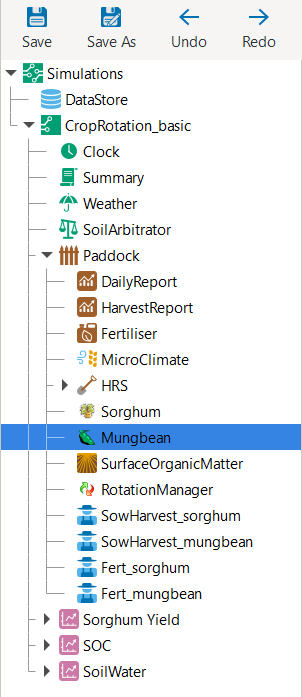 Save Save As Undo Redo
Simulations
DataStore
CropRotation_basic
Clock
Summary
Weather
SoilArbitrator
Paddock
DailyReport
HarvestReport
Fertiliser
MicroClimate
HRS
Sorghum
Mungbean
SurfaceOrganicMatter
RotationManager
SowHarvest_sorghum
SowHarvest_mungbean
Fert_sorghum
Fert_mungbean
Sorghum Yield
SOC
SoilWater